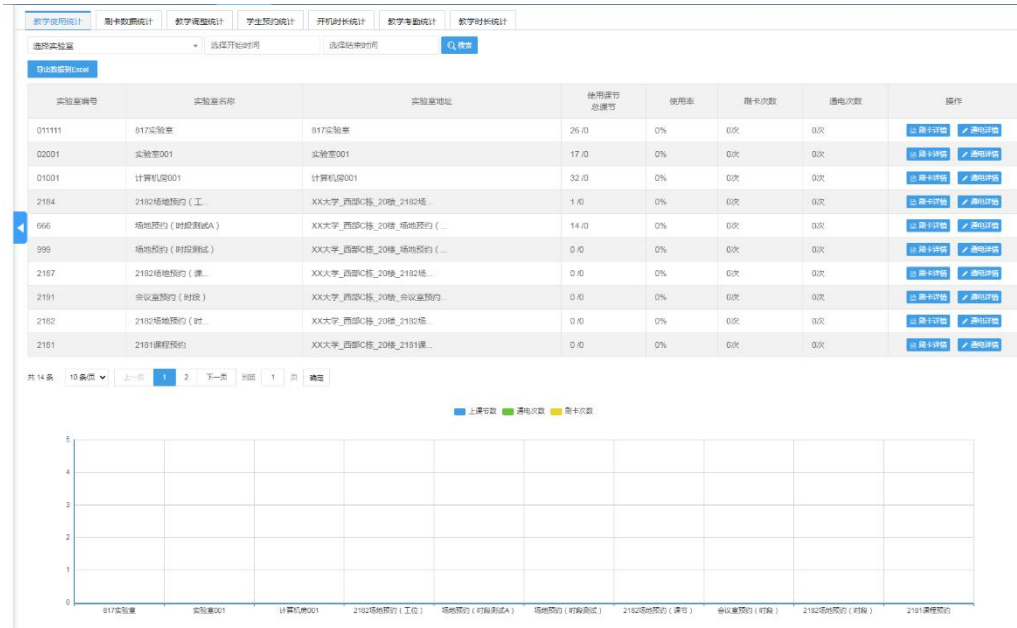 教学使用统计 刷卡数据统计 教学调整统计 学生预约统计 开机时长统计 教学考勤统计 教学时长统计
选择实验室 选择开始时间 选择结束时间 搜索
导出数据到Excel
实验室编号 实验室名称 实验室地址 使用课节 总课节 使用率 刷卡次数 通电次数 操作
011111 817实验室 817实验室 26 /0 0% 0次 0次 刷卡详情 通电详情
02001 实验室001 实验室001 17 /0 0% 0次 0次 刷卡详情 通电详情
01001 计算机房001 计算机房001 32 /0 0% 0次 0次 刷卡详情 通电详情
2184 2182场地预约（工... XX大学_西部C栋_20楼_2182场... 1 /0 0% 0次 0次 刷卡详情 通电详情
666 场地预约（时段测试A） XX大学_西部C栋_20楼_场地预约（... 14 /0 0% 0次 0次 刷卡详情 通电详情
999 场地预约（时段测试） XX大学_西部C栋_20楼_场地预约（... 0 /0 0% 0次 0次 刷卡详情 通电详情
2187 2182场地预约（课... XX大学_西部C栋_20楼_2182场... 0 /0 0% 0次 0次 刷卡详情 通电详情
2191 会议室预约（时段） XX大学_西部C栋_20楼_会议室预约... 0 /0 0% 0次 0次 刷卡详情 通电详情
2182 2182场地预约（时... XX大学_西部C栋_20楼_2182场... 0 /0 0% 0次 0次 刷卡详情 通电详情
2181 2181课程预约 XX大学_西部C栋_20楼_2181课... 0 /0 0% 0次 0次 刷卡详情 通电详情
共 14 条 10 条/页 上一页 1 2 下一页 到第 1 页 确定
上课节数 通电次数 刷卡次数
5
4
3
2
1
0
817实验室 实验室001 计算机房001 2182场地预约（工位） 场地预约（时段测试A） 场地预约（时段测试） 2182场地预约（课节） 会议室预约（时段） 2182场地预约（时段） 2181课程预约